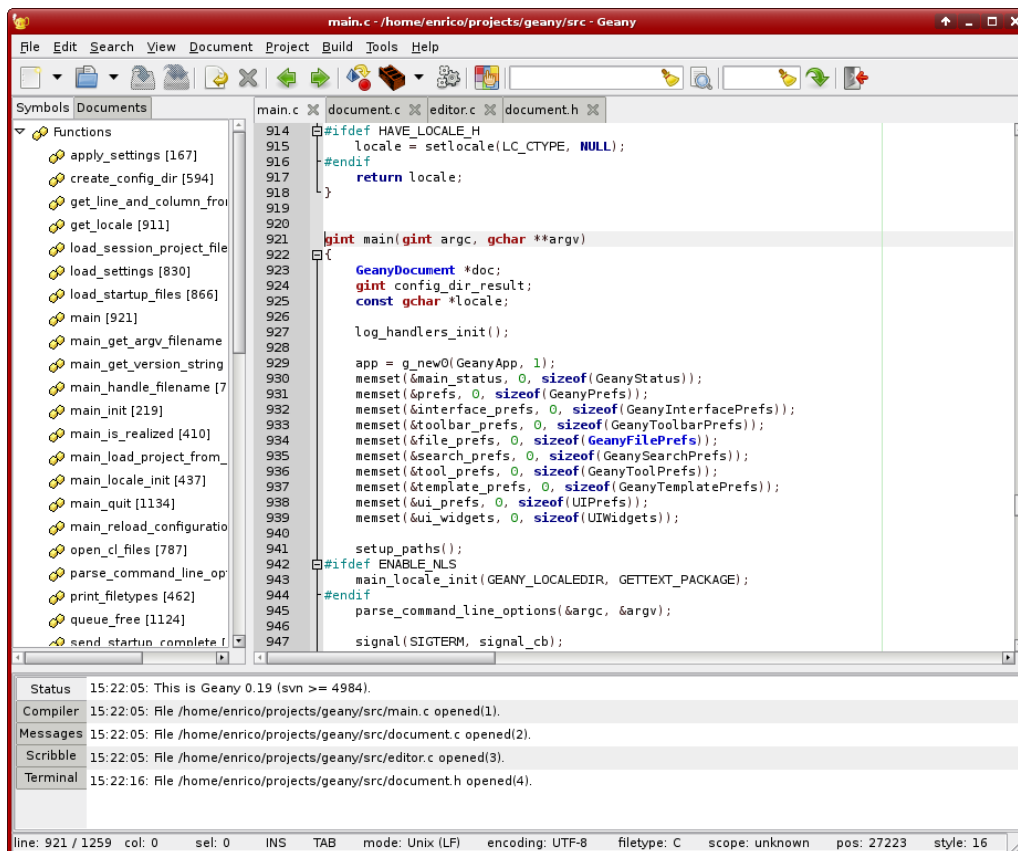 main.c - /home/enrico/projects/geany/src - Geany
File Edit Search View Document Project Build Tools Help
Symbols Documents
main.c document.c editor.c document.h
Functions
apply_settings [167]
create_config_dir [594]
get_line_and_column_fro
get_locale [911]
load_session_project_file
load_settings [830]
load_startup_files [866]
main [921]
main_get_argv_filename
main_get_version_string
main_handle_filename [7
main_init [219]
main_is_realized [410]
main_load_project_from_
main_locale_init [437]
main_quit [1134]
main_reload_configuratio
open_cl_files [787]
parse_command_line_op
print_filetypes [462]
queue_free [1124]
send_startup_complete [
914 #ifdef HAVE_LOCALE_H
915 locale = setlocale(LC_CTYPE, NULL);
916 #endif
917 return locale;
918 }
919
920
921 gint main(gint argc, gchar **argv)
922 {
923 GeanyDocument *doc;
924 gint config_dir_result;
925 const gchar *locale;
926
927 log_handlers_init();
928
929 app = g_new0(GeanyApp, 1);
930 memset(&main_status, 0, sizeof(GeanyStatus));
931 memset(&prefs, 0, sizeof(GeanyPrefs));
932 memset(&interface_prefs, 0, sizeof(GeanyInterfacePrefs));
933 memset(&toolbar_prefs, 0, sizeof(GeanyToolbarPrefs));
934 memset(&file_prefs, 0, sizeof(GeanyFilePrefs));
935 memset(&search_prefs, 0, sizeof(GeanySearchPrefs));
936 memset(&tool_prefs, 0, sizeof(GeanyToolPrefs));
937 memset(&template_prefs, 0, sizeof(GeanyTemplatePrefs));
938 memset(&ui_prefs, 0, sizeof(UIPrefs));
939 memset(&ui_widgets, 0, sizeof(UIWidgets));
940
941 setup_paths();
942 #ifdef ENABLE_NLS
943 main_locale_init(GEANY_LOCALEDIR, GETTEXT_PACKAGE);
944 #endif
945 parse_command_line_options(&argc, &argv);
946
947 signal(SIGTERM, signal_cb);
Status 15:22:05: This is Geany 0.19 (svn >= 4984).
Compiler 15:22:05: File /home/enrico/projects/geany/src/main.c opened(1).
Messages 15:22:05: File /home/enrico/projects/geany/src/document.c opened(2).
Scribble 15:22:05: File /home/enrico/projects/geany/src/editor.c opened(3).
Terminal 15:22:16: File /home/enrico/projects/geany/src/document.h opened(4).
line: 921 / 1259 col: 0 sel: 0 INS TAB mode: Unix (LF) encoding: UTF-8 filetype: C scope: unknown pos: 27223 style: 16